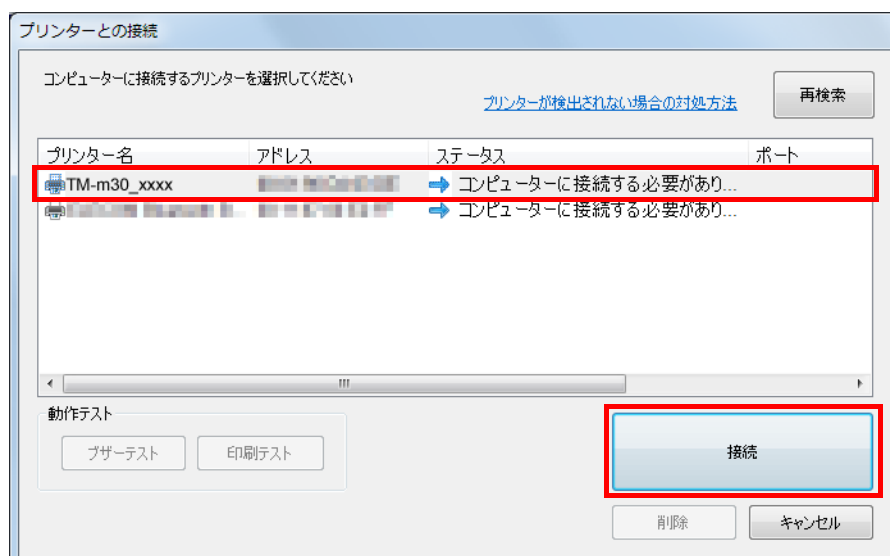 プリンターとの接続
コンピューターに接続するプリンターを選択してください
プリンターが検出されない場合の対処方法
再検索
プリンター名 アドレス ステータス ポート
TM-m30_xxxx コンピューターに接続する必要があり...
コンピューターに接続する必要があり...
動作テスト
ブザーテスト 印刷テスト
接続
削除 キャンセル